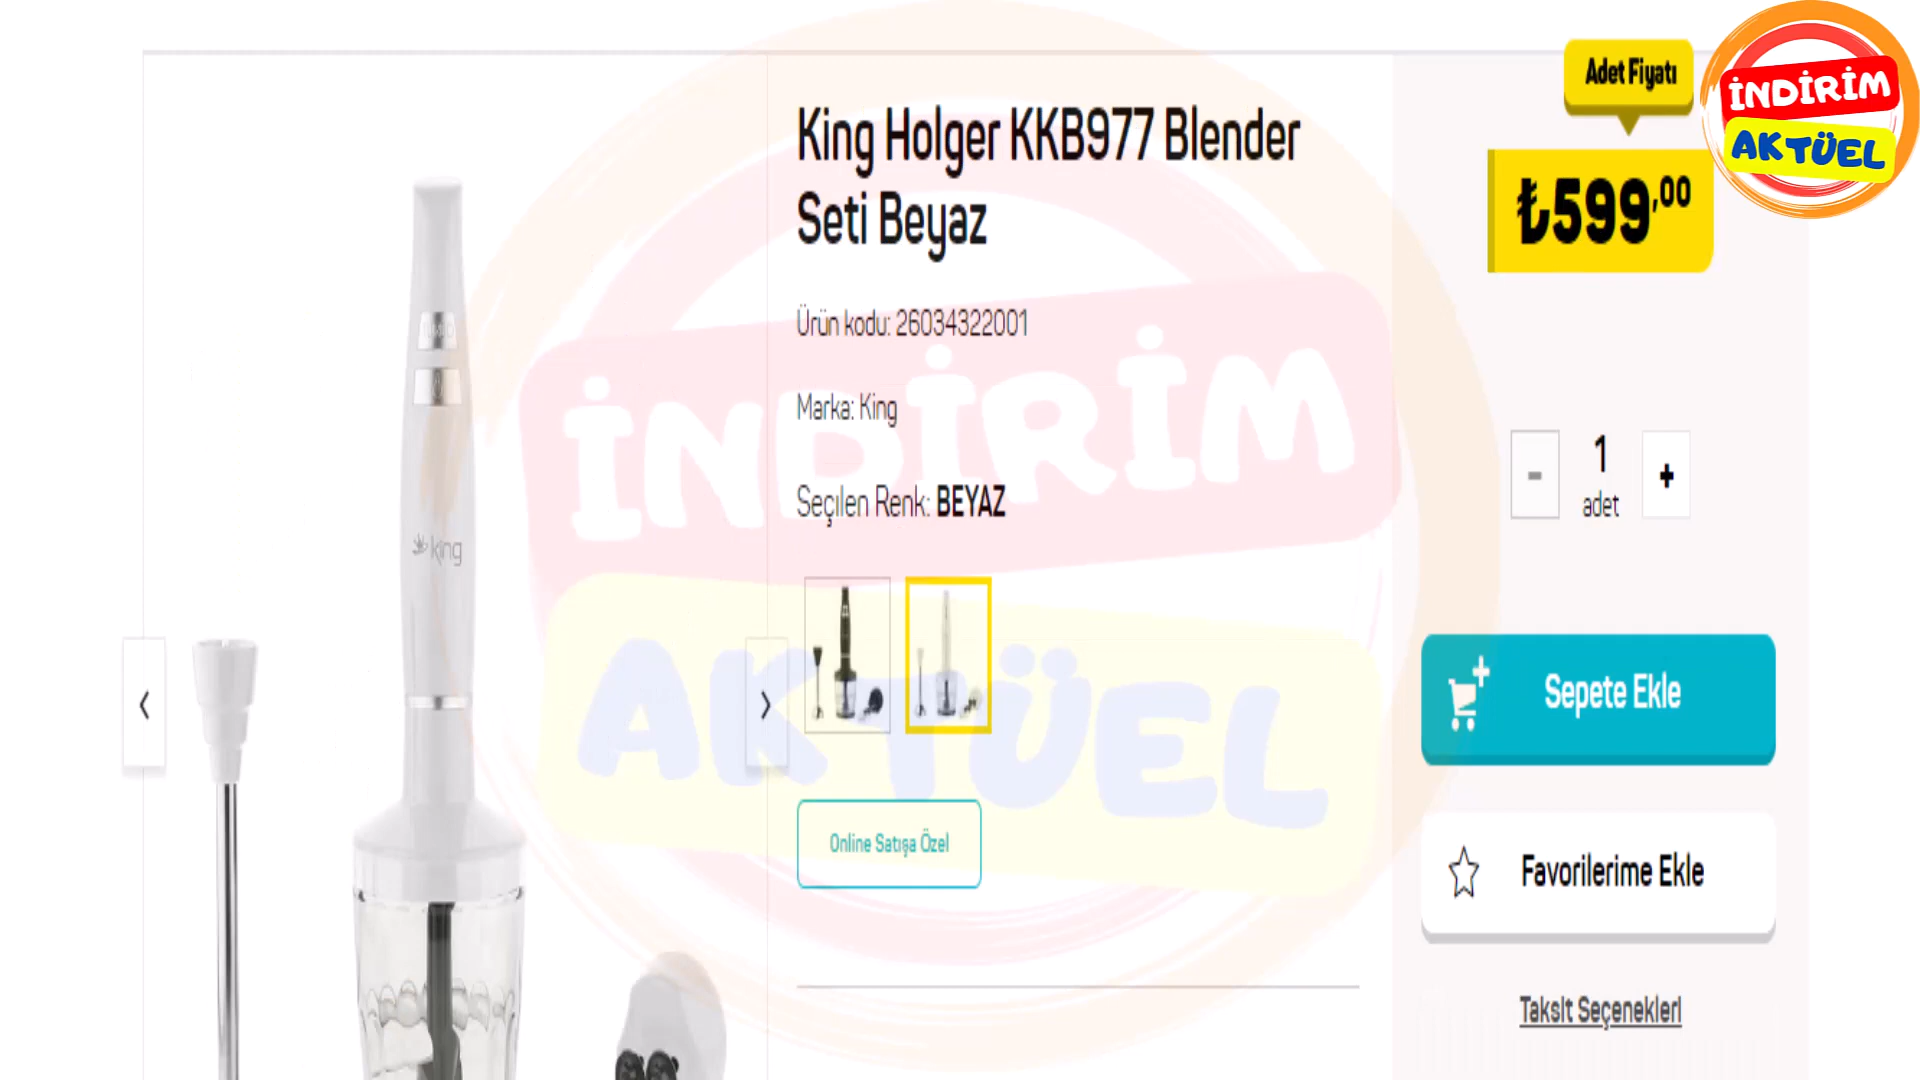 Adet Fiyatı
İNDİRİM
AKTÜEL
King Holger KKB977 Blender
Seti Beyaz
₺599,00
Ürün kodu: 26034322001
İNDİRİM
Marka: King
1
adet
Seçılen Renk: BEYAZ
king
AKTÜEL
Sepete Ekle
Online Satışa Özel
Favorilerime Ekle
Taksit Seçenekleri